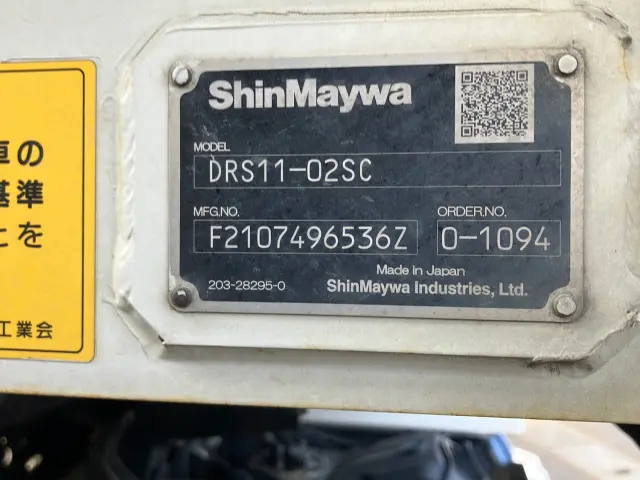 車の
基準
とを
工業会
ShinMaywa
MODEL
DRS11-02SC
MFG.NO.
F2107496536Z
ORDER.NO.
0-1094
Made in Japan
203-28295-0
ShinMaywa Industries, Ltd.